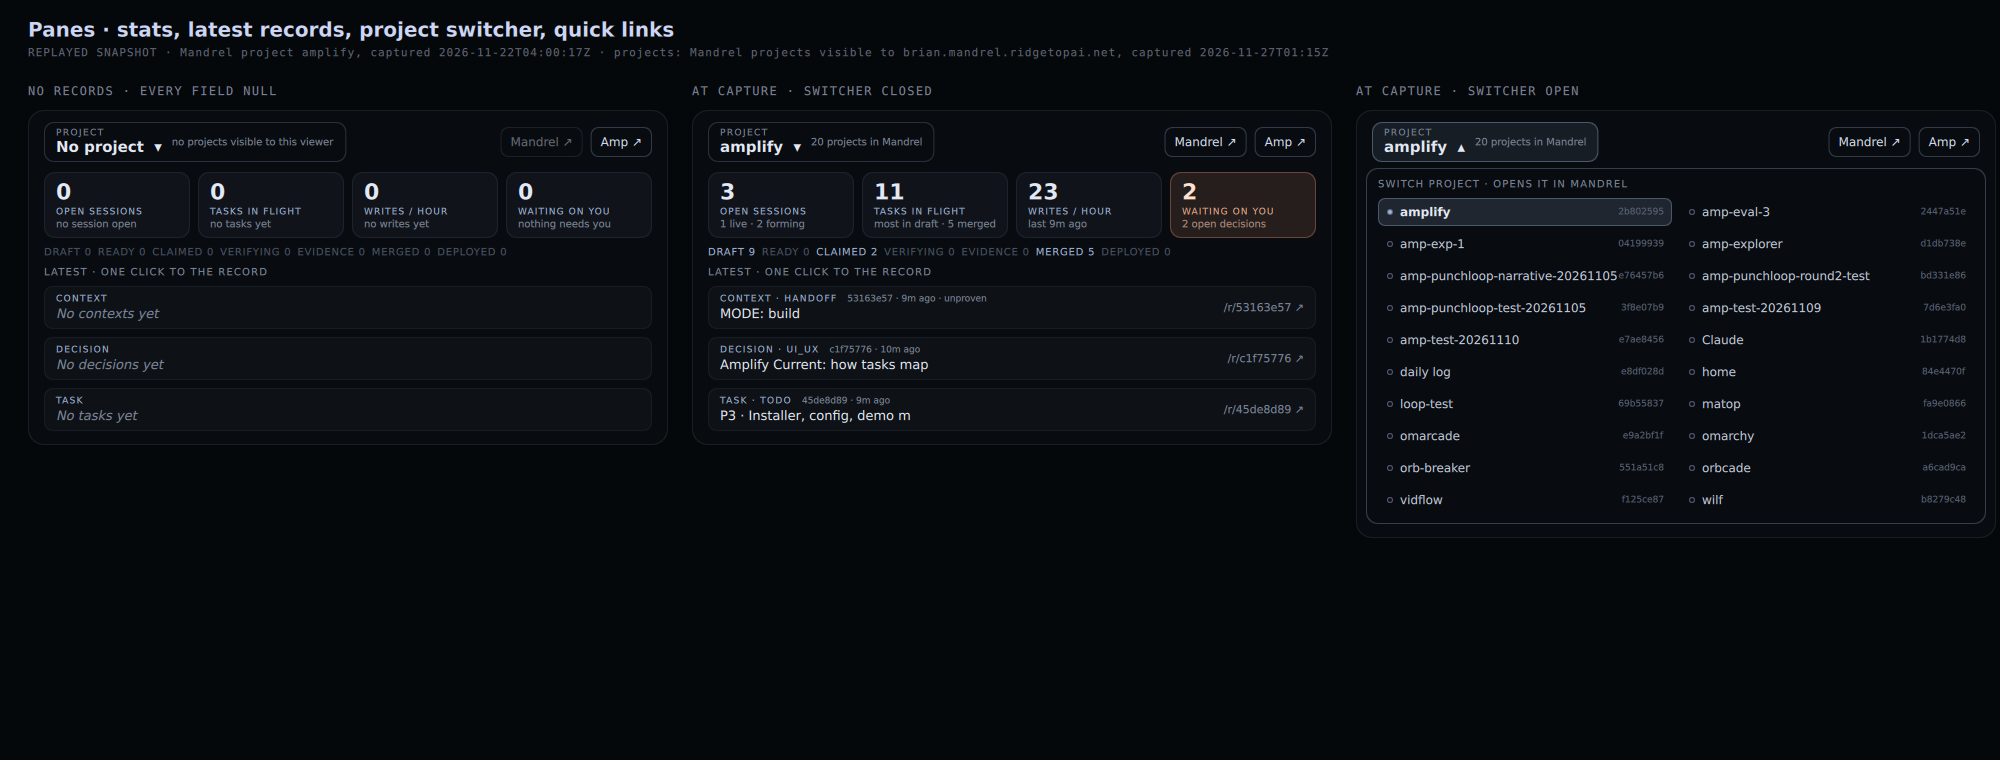 Panes · stats, latest records, project switcher, quick links
REPLAYED SNAPSHOT · Mandrel project amplify, captured 2026-11-22T04:00:17Z · projects: Mandrel projects visible to brian.mandrel.ridgetopai.net, captured 2026-11-27T01:15Z
NO RECORDS · EVERY FIELD NULL
PROJECT
No project ▼ no projects visible to this viewer
Mandrel ↗
Amp ↗
0
OPEN SESSIONS
no session open
0
TASKS IN FLIGHT
no tasks yet
0
WRITES / HOUR
no writes yet
0
WAITING ON YOU
nothing needs you
DRAFT 0 READY 0 CLAIMED 0 VERIFYING 0 EVIDENCE 0 MERGED 0 DEPLOYED 0
LATEST · ONE CLICK TO THE RECORD
CONTEXT
No contexts yet
DECISION
No decisions yet
TASK
No tasks yet
AT CAPTURE · SWITCHER CLOSED
PROJECT
amplify ▼ 20 projects in Mandrel
Mandrel ↗
Amp ↗
3
OPEN SESSIONS
1 live · 2 forming
11
TASKS IN FLIGHT
most in draft · 5 merged
23
WRITES / HOUR
last 9m ago
2
WAITING ON YOU
2 open decisions
DRAFT 9 READY 0 CLAIMED 2 VERIFYING 0 EVIDENCE 0 MERGED 5 DEPLOYED 0
LATEST · ONE CLICK TO THE RECORD
CONTEXT · HANDOFF 53163e57 · 9m ago · unproven
MODE: build
/r/53163e57 ↗
DECISION · UI_UX c1f75776 · 10m ago
Amplify Current: how tasks map
/r/c1f75776 ↗
TASK · TODO 45de8d89 · 9m ago
P3 · Installer, config, demo m
/r/45de8d89 ↗
AT CAPTURE · SWITCHER OPEN
PROJECT
amplify ▲ 20 projects in Mandrel
Mandrel ↗
Amp ↗
SWITCH PROJECT · OPENS IT IN MANDREL
amplify 2b802595
amp-eval-3 2447a51e
amp-exp-1 04199939
amp-explorer d1db738e
amp-punchloop-narrative-20261105 e76457b6
amp-punchloop-round2-test bd331e86
amp-punchloop-test-20261105 3f8e07b9
amp-test-20261109 7d6e3fa0
amp-test-20261110 e7ae8456
Claude 1b1774d8
daily log e8df028d
home 84e4470f
loop-test 69b55837
matop fa9e0866
omarcade e9a2bf1f
omarchy 1dca5ae2
orb-breaker 551a51c8
orbcade a6cad9ca
vidflow f125ce87
wilf b8279c48